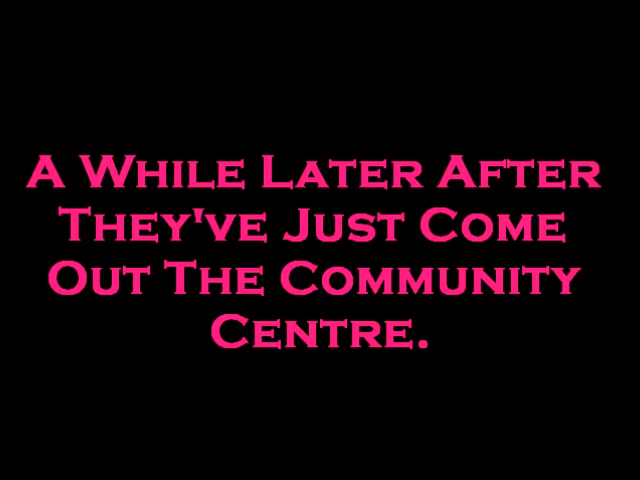 A While Later After
They've Just Come
Out The Community
Centre.